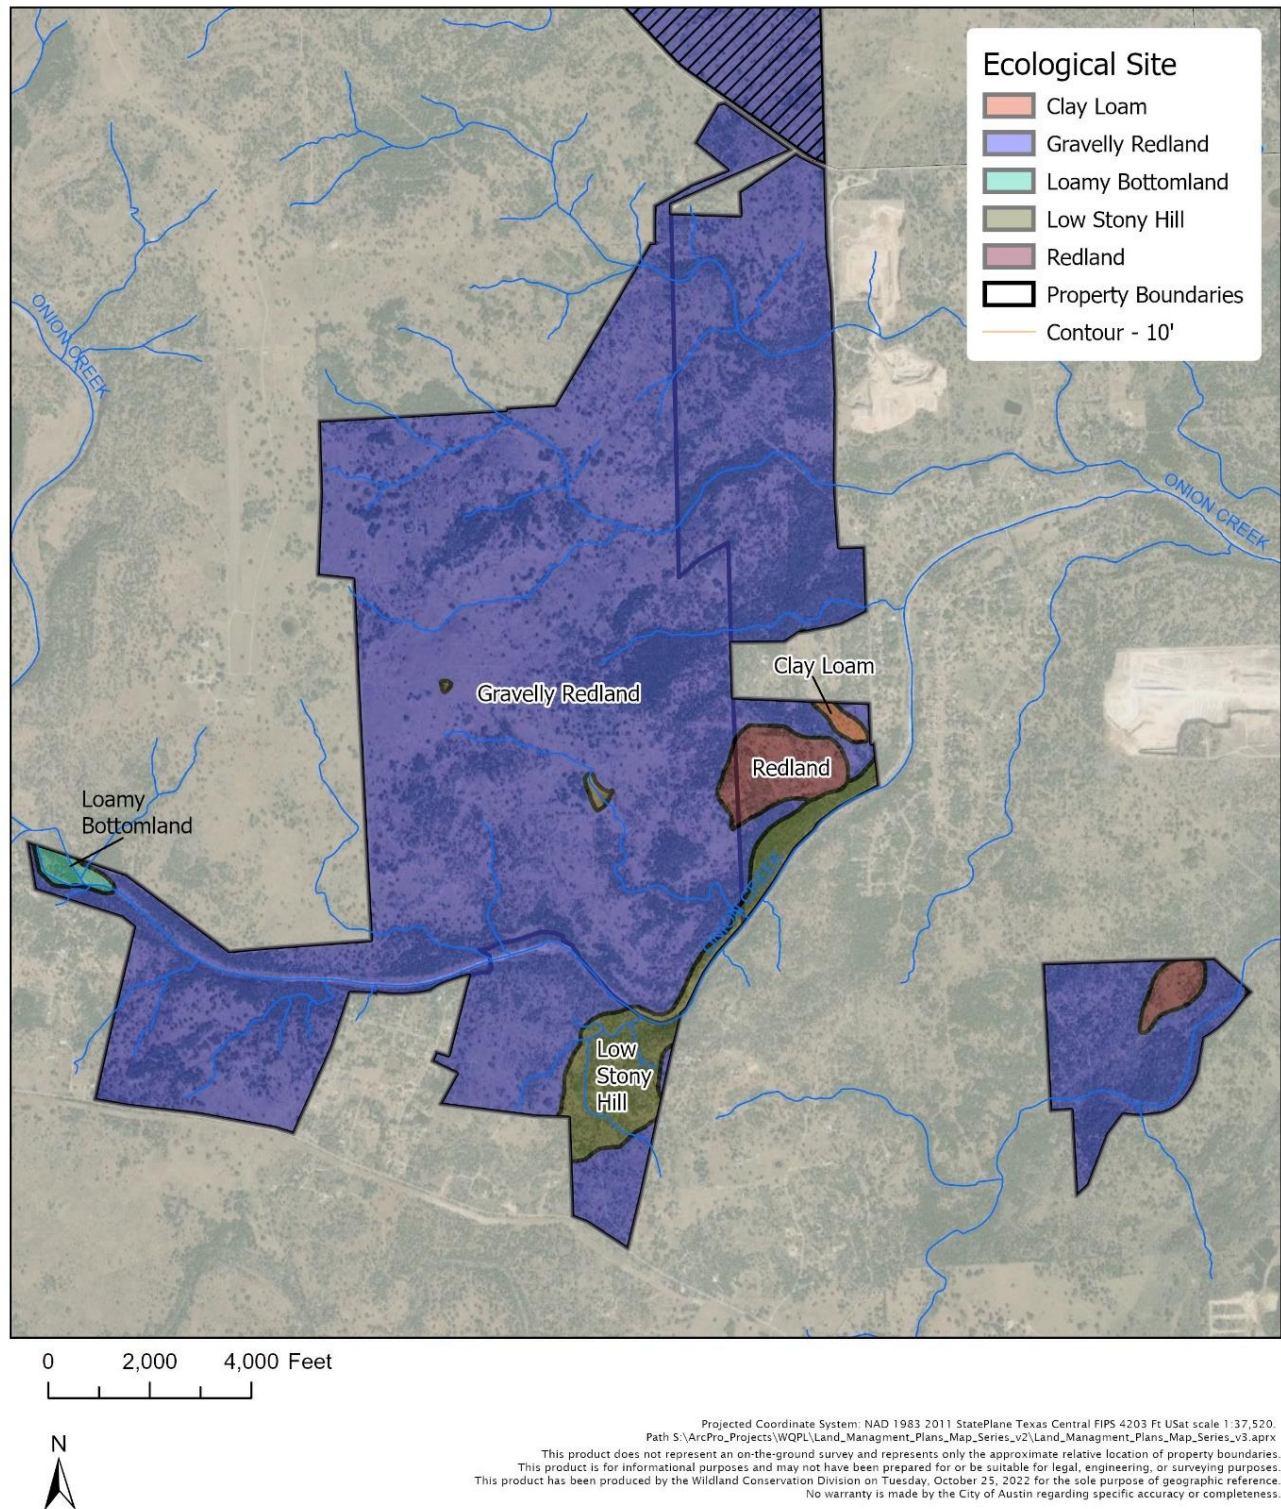 Ecological Site
Clay Loam
Gravelly Redland
Loamy Bottomland
Low Stony Hill
Redland
Property Boundaries
Contour - 10'
ONION CREEK
ONION CREEK
Clay Loam
Gravelly Redland
Redland
Loamy
Bottomland
ONION CREEK
Low
Stony
Hill
0 2,000 4,000 Feet
N
Projected Coordinate System: NAD 1983 2011 StatePlane Texas Central FIPS 4203 Ft USat scale 1:37,520.
Path S:\ArcPro_Projects\WQPL\Land_Managment_Plans_Map_Series_v2\Land_Managment_Plans_Map_Series_v3.aprx
This product does not represent an on-the-ground survey and represents only the approximate relative location of property boundaries.
This product is for informational purposes and may not have been prepared for or be suitable for legal, engineering, or surveying purposes.
This product has been produced by the Wildland Conservation Division on Tuesday, October 25, 2022 for the sole purpose of geographic reference.
No warranty is made by the City of Austin regarding specific accuracy or completeness.